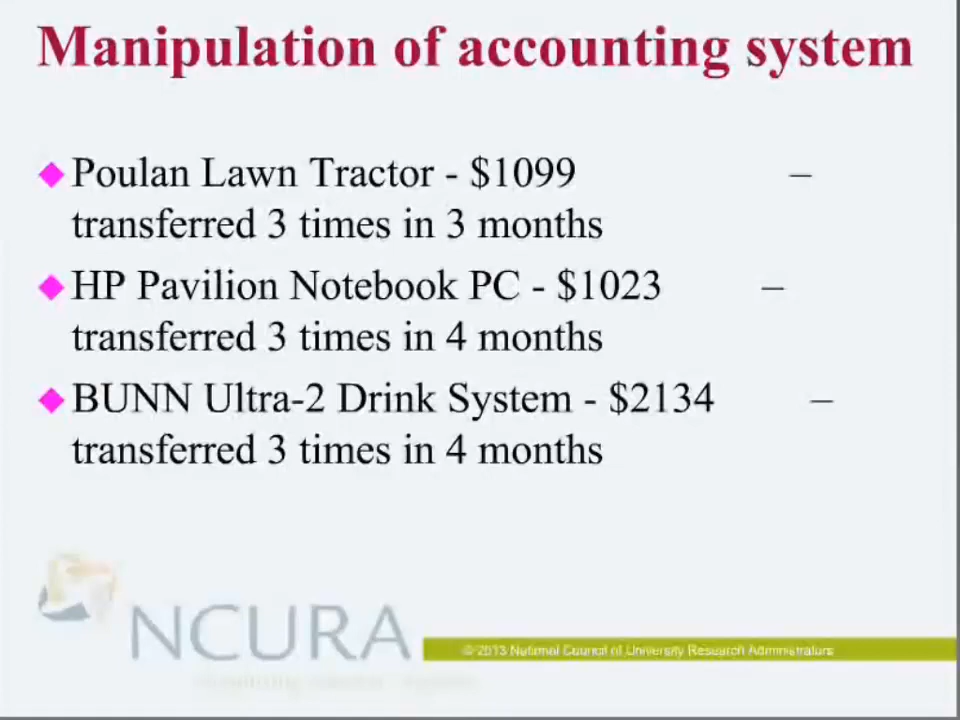 Manipulation of accounting system
Poulan Lawn Tractor - $1099 –
transferred 3 times in 3 months
HP Pavilion Notebook PC - $1023 –
transferred 3 times in 4 months
BUNN Ultra-2 Drink System - $2134 –
transferred 3 times in 4 months
NCURA
© 2013 National Council of University Research Administrators